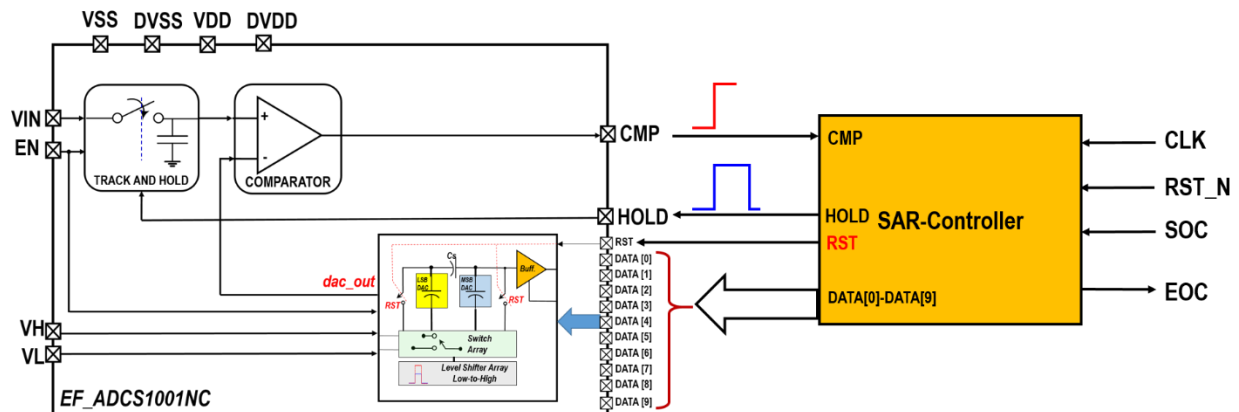 VSS DVSS VDD DVDD
VIN
EN
TRACK AND HOLD
+
-
COMPARATOR
CMP
HOLD
RST
DATA [0]
DATA [1]
DATA [2]
DATA [3]
DATA [4]
DATA [5]
DATA [6]
DATA [7]
DATA [8]
DATA [9]
dac_out
RST
LSB
DAC
Cs
MSB
DAC
RST
Buff.
Switch
Array
Level Shifter Array
Low-to-High
VH
VL
EF_ADCS1001NC
CMP
HOLD
SAR-Controller
RST
DATA[0]-DATA[9]
CLK
RST_N
SOC
EOC